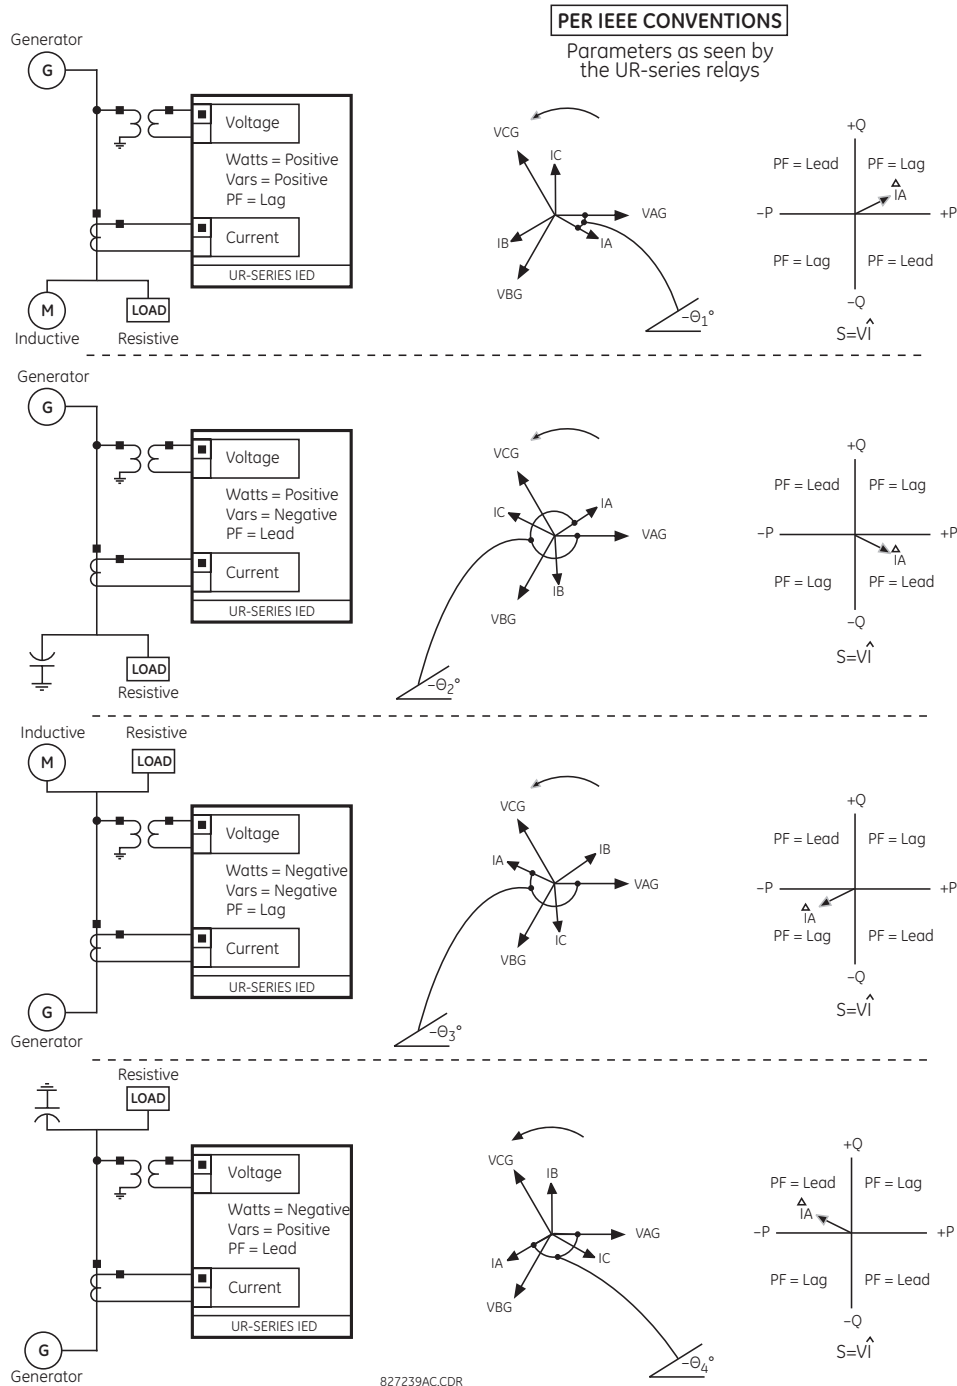 PER IEEE CONVENTIONS
Parameters as seen by
the UR-series relays
Generator
G
Voltage
Watts = Positive
Vars = Positive
PF = Lag
Current
UR-SERIES IED
M
LOAD
Inductive
Resistive
VCG
IC
VAG
IB
IA
VBG
–Θ1°
+Q
PF = Lead
PF = Lag
IA
–P
+P
PF = Lag
PF = Lead
–Q
S=VÎ
Generator
G
Voltage
Watts = Positive
Vars = Negative
PF = Lead
Current
UR-SERIES IED
LOAD
Resistive
VCG
IA
IC
VAG
IB
VBG
–Θ2°
+Q
PF = Lead
PF = Lag
–P
+P
IA
PF = Lag
PF = Lead
–Q
S=VÎ
Inductive
Resistive
M
LOAD
Voltage
Watts = Negative
Vars = Negative
PF = Lag
Current
UR-SERIES IED
G
Generator
VCG
IB
IA
VAG
IC
VBG
–Θ3°
+Q
PF = Lead
PF = Lag
–P
+P
IA
PF = Lag
PF = Lead
–Q
S=VÎ
Resistive
LOAD
Voltage
Watts = Negative
Vars = Positive
PF = Lead
Current
UR-SERIES IED
G
Generator
VCG
IB
VAG
IA
IC
VBG
–Θ4°
+Q
PF = Lead
PF = Lag
IA
–P
+P
PF = Lag
PF = Lead
–Q
S=VÎ
827239AC.CDR